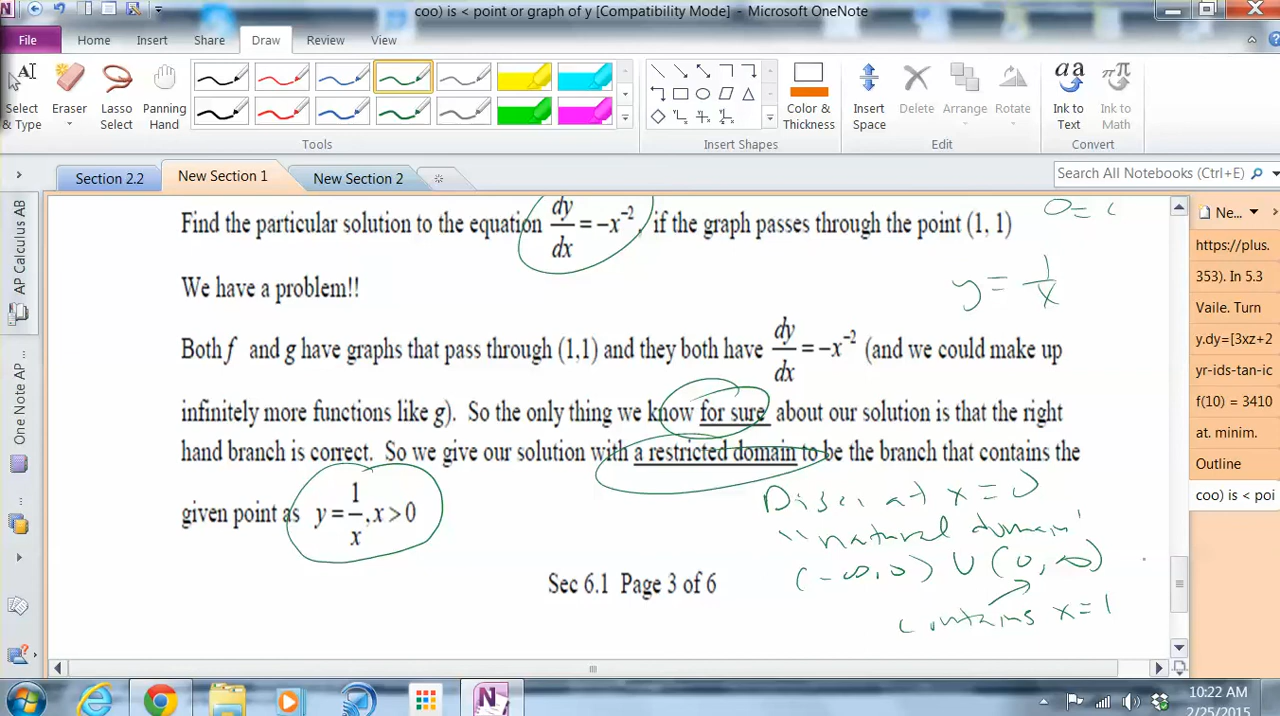 coo) is < point or graph of y [Compatibility Mode] - Microsoft OneNote
File Home Insert Share Draw Review View
Select & Type
Eraser
Lasso Select
Panning Hand
Color & Thickness
Insert Space
Delete
Arrange
Rotate
Ink to Text
Ink to Math
Tools
Insert Shapes
Edit
Convert
Section 2.2 New Section 1 New Section 2
Search All Notebooks (Ctrl+E)
AP Calculus AB
One Note AP ...
Find the particular solution to the equation dy/dx = -x⁻², if the graph passes through the point (1, 1)
We have a problem!!
y = 1/x
Both f and g have graphs that pass through (1,1) and they both have dy/dx = -x⁻² (and we could make up
infinitely more functions like g). So the only thing we know for sure about our solution is that the right
hand branch is correct. So we give our solution with a restricted domain to be the branch that contains the
given point as y = 1/x, x > 0
Disc. at x = 0
"natural domain"
(-∞, 0) ∪ (0, ∞)
contains x = 1
Sec 6.1 Page 3 of 6
Ne...
https://plus.
353). In 5.3
Vaile. Turn
y.dy=[3xz+2
yr-ids-tan-ic
f(10) = 3410
at. minim.
Outline
coo) is < poi
10:22 AM
2/25/2015